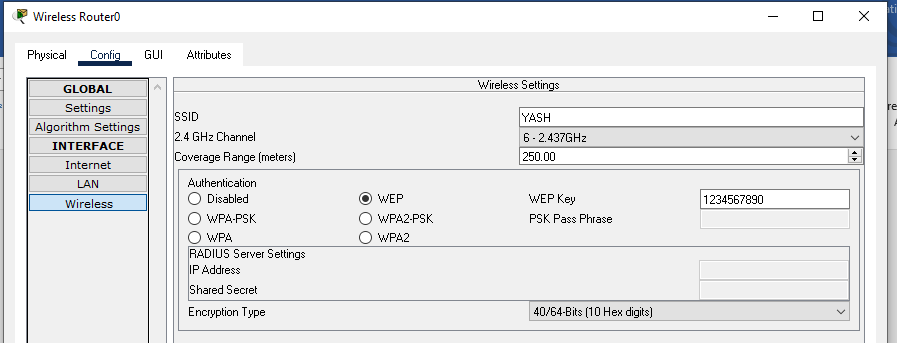 Wireless Router0
Physical Config GUI Attributes
GLOBAL
Settings
Algorithm Settings
INTERFACE
Internet
LAN
Wireless
Wireless Settings
SSID YASH
2.4 GHz Channel 6 - 2.437GHz
Coverage Range (meters) 250.00
Authentication
Disabled WEP WEP Key 1234567890
WPA-PSK WPA2-PSK PSK Pass Phrase
WPA WPA2
RADIUS Server Settings
IP Address
Shared Secret
Encryption Type 40/64-Bits (10 Hex digits)